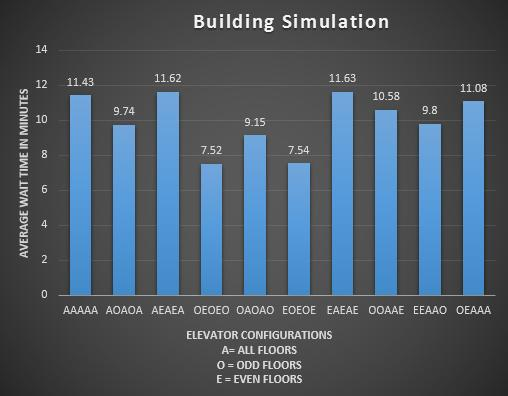 Building Simulation
AVERAGE WAIT TIME IN MINUTES
14
12
10
8
6
4
2
0
11.43
9.74
11.62
7.52
9.15
7.54
11.63
10.58
9.8
11.08
AAAAA AOAOA AEAEA OEOEO OAOAO EOEOE EAEAE OOAAE EEAAO OEAAA
ELEVATOR CONFIGURATIONS
A= ALL FLOORS
O = ODD FLOORS
E = EVEN FLOORS